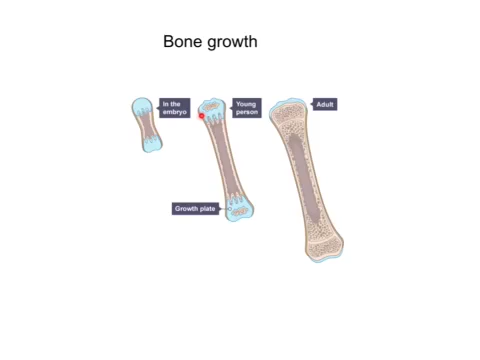 Bone growth
In the
embryo
Young
person
Adult
Growth plate